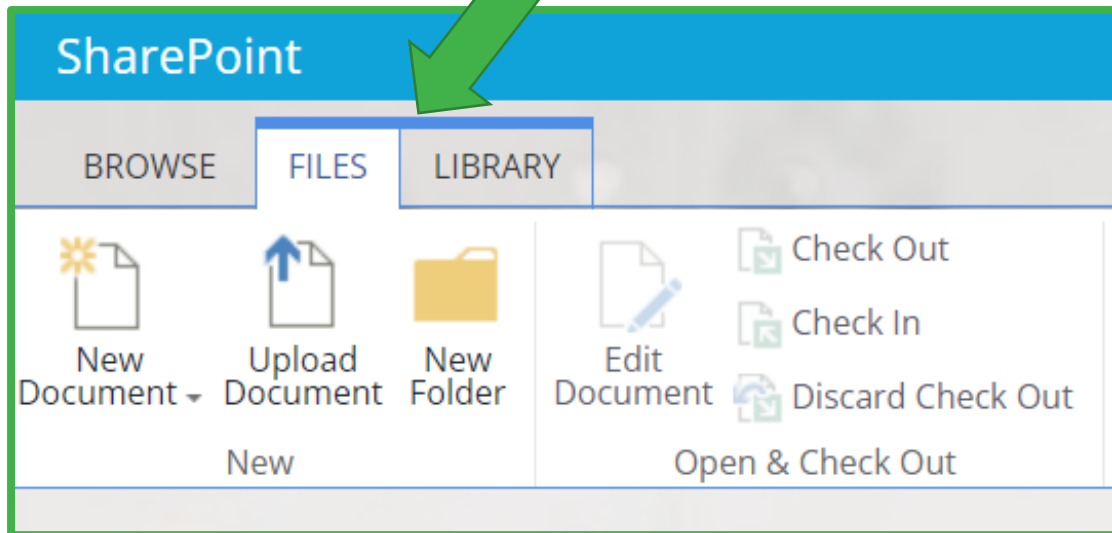 SharePoint
BROWSE FILES LIBRARY
New Document
Upload Document
New Folder
Edit Document
Check Out
Check In
Discard Check Out
New
Open & Check Out